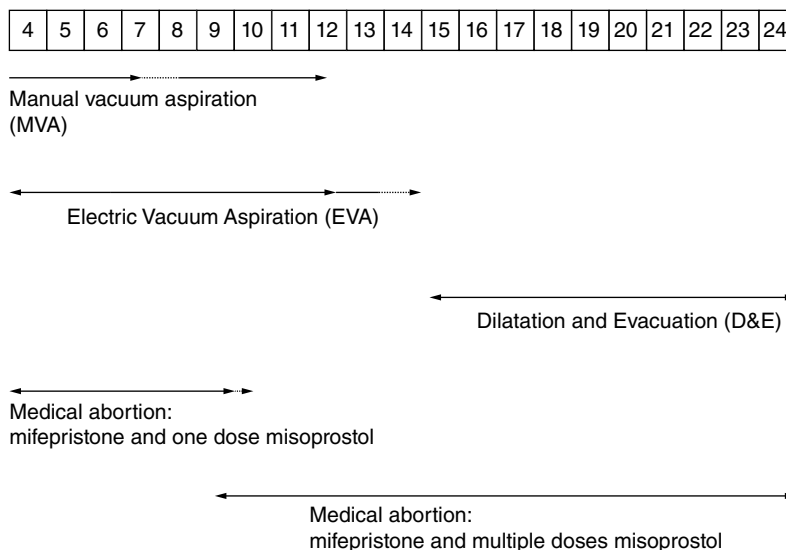 4 5 6 7 8 9 10 11 12 13 14 15 16 17 18 19 20 21 22 23 24
Manual vacuum aspiration
(MVA)
Electric Vacuum Aspiration (EVA)
Dilatation and Evacuation (D&E)
Medical abortion:
mifepristone and one dose misoprostol
Medical abortion:
mifepristone and multiple doses misoprostol